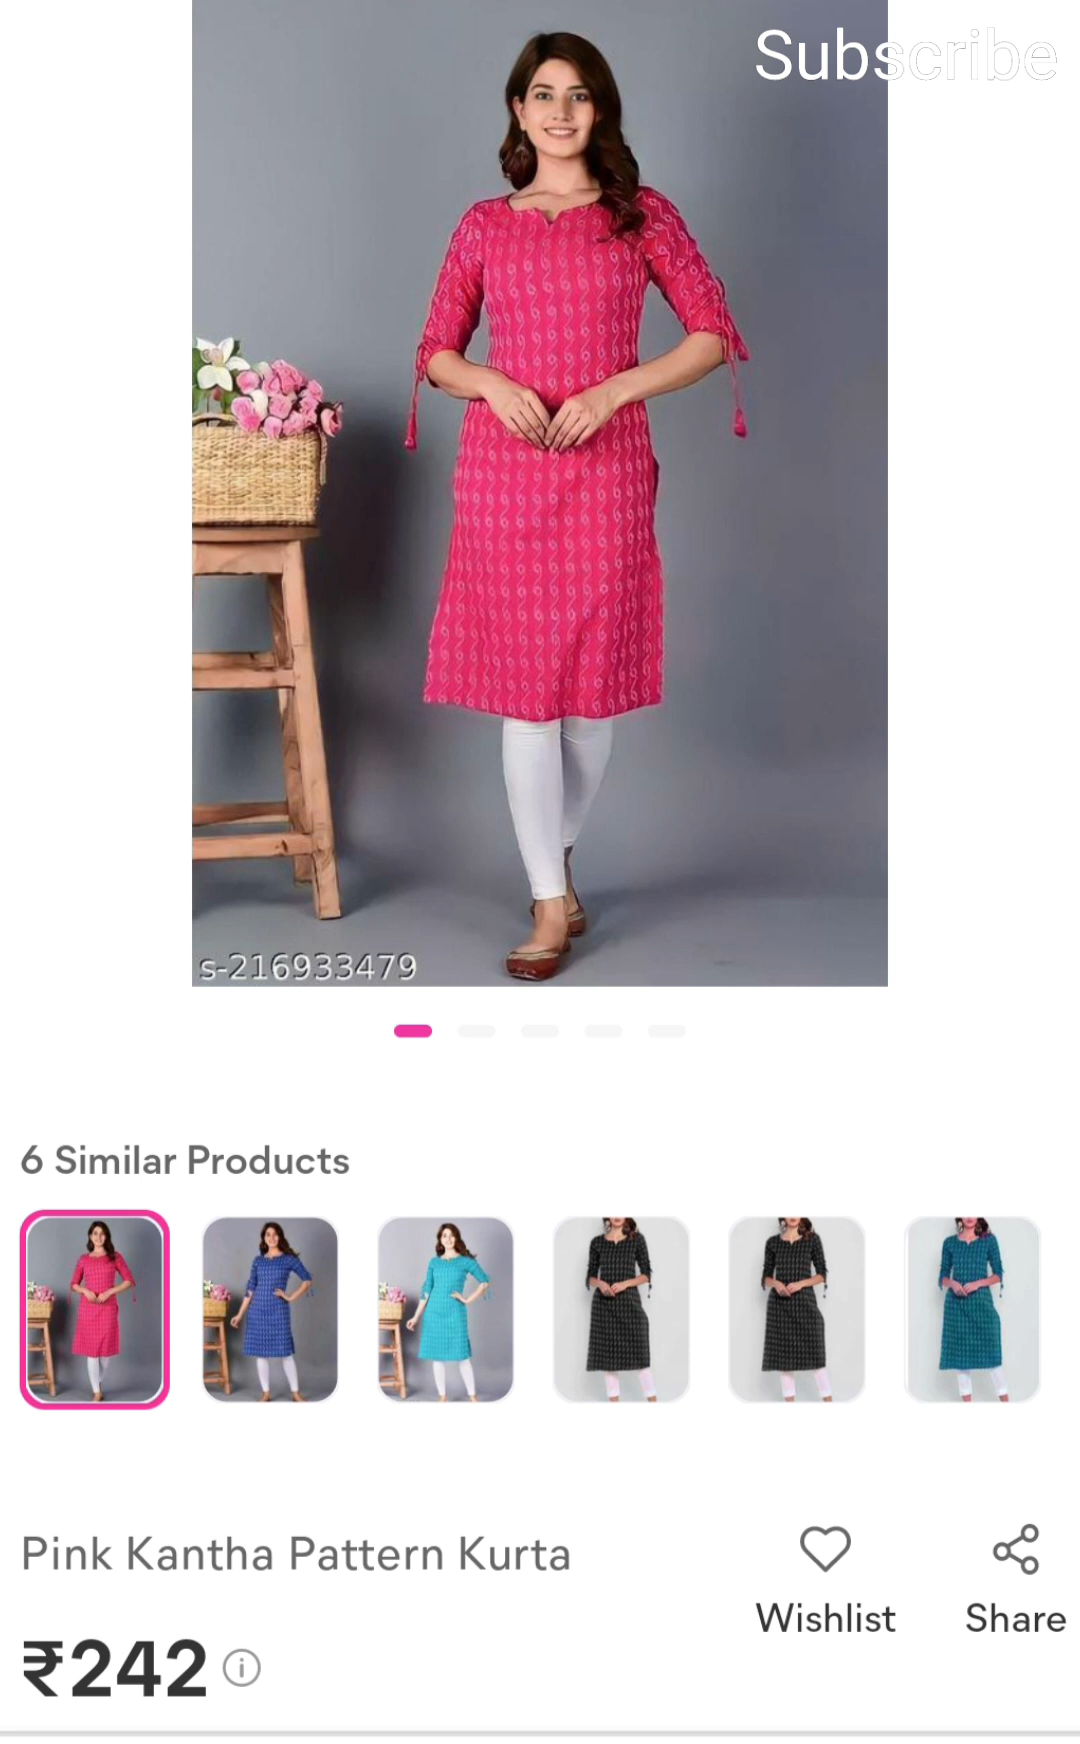 Subscribe
s-216933479
6 Similar Products
Pink Kantha Pattern Kurta
Wishlist
Share
₹242